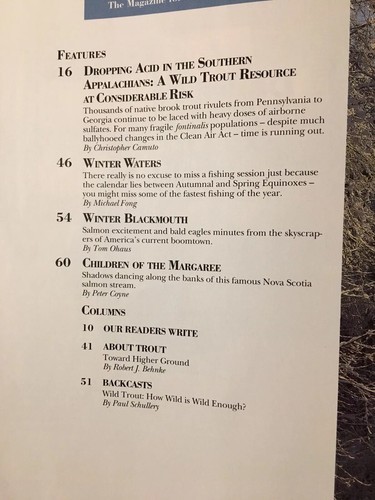 The Magazine
FEATURES
16 DROPPING ACID IN THE SOUTHERN
APPALACHIANS: A WILD TROUT RESOURCE
AT CONSIDERABLE RISK
Thousands of native brook trout rivulets from Pennsylvania to
Georgia continue to be laced with heavy doses of airborne
sulfates. For many fragile fontinalis populations – despite much
ballyhooed changes in the Clean Air Act – time is running out.
By Christopher Camuto
46 WINTER WATERS
There really is no excuse to miss a fishing session just because
the calendar lies between Autumnal and Spring Equinoxes –
you might miss some of the fastest fishing of the year.
By Michael Fong
54 WINTER BLACKMOUTH
Salmon excitement and bald eagles minutes from the skyscrap-
ers of America's current boomtown.
By Tom Ohaus
60 CHILDREN OF THE MARGAREE
Shadows dancing along the banks of this famous Nova Scotia
salmon stream.
By Peter Coyne
COLUMNS
10 OUR READERS WRITE
41 ABOUT TROUT
Toward Higher Ground
By Robert J. Behnke
51 BACKCASTS
Wild Trout: How Wild is Wild Enough?
By Paul Schullery